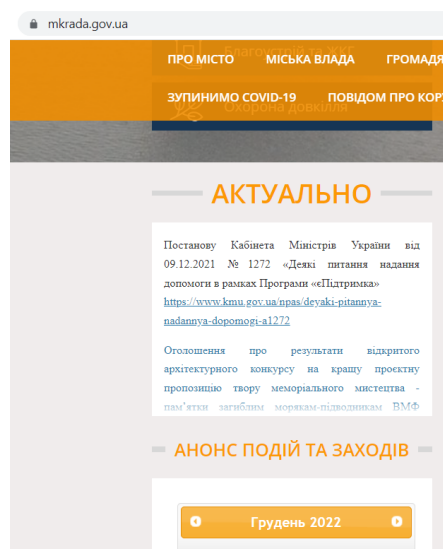 mkrada.gov.ua
Благоустрій та ЖКГ
ПРО МІСТО МІСЬКА ВЛАДА ГРОМАДЯ
ЗУПИНИМО COVID-19 ПОВІДОМ ПРО КОР
Охорона довкілля
АКТУАЛЬНО
Постанову Кабінета Міністрів України від
09.12.2021 № 1272 «Деякі питання надання
допомоги в рамках Програми «єПідтримка»
https://www.kmu.gov.ua/npas/deyaki-pitannya-
nadannya-dopomogi-a1272
Оголошення про результати відкритого
архітектурного конкурсу на кращу проєктну
пропозицію твору меморіального мистецтва -
пам’ятки загиблим морякам-підводникам ВМФ
АНОНС ПОДІЙ ТА ЗАХОДІВ
Грудень 2022